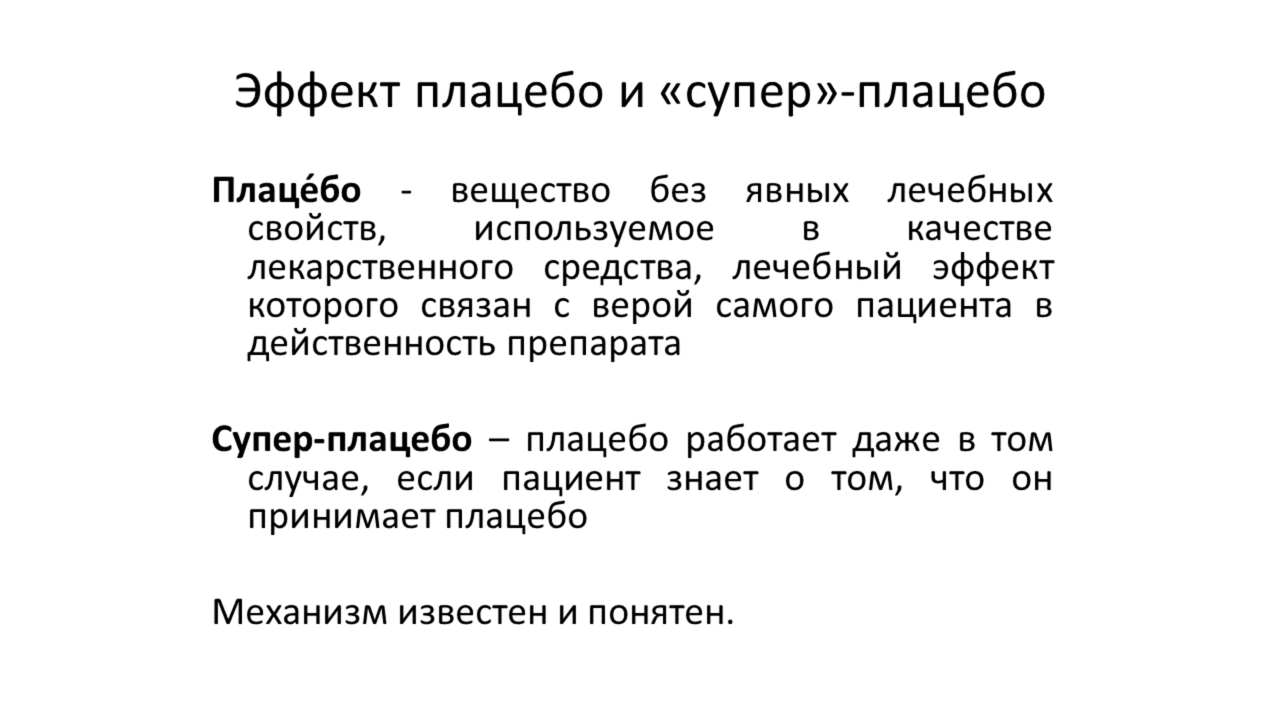 Эффект плацебо и «супер»-плацебо
Плаце́бо - вещество без явных лечебных
свойств, используемое в качестве
лекарственного средства, лечебный эффект
которого связан с верой самого пациента в
действенность препарата
Супер-плацебо – плацебо работает даже в том
случае, если пациент знает о том, что он
принимает плацебо
Механизм известен и понятен.